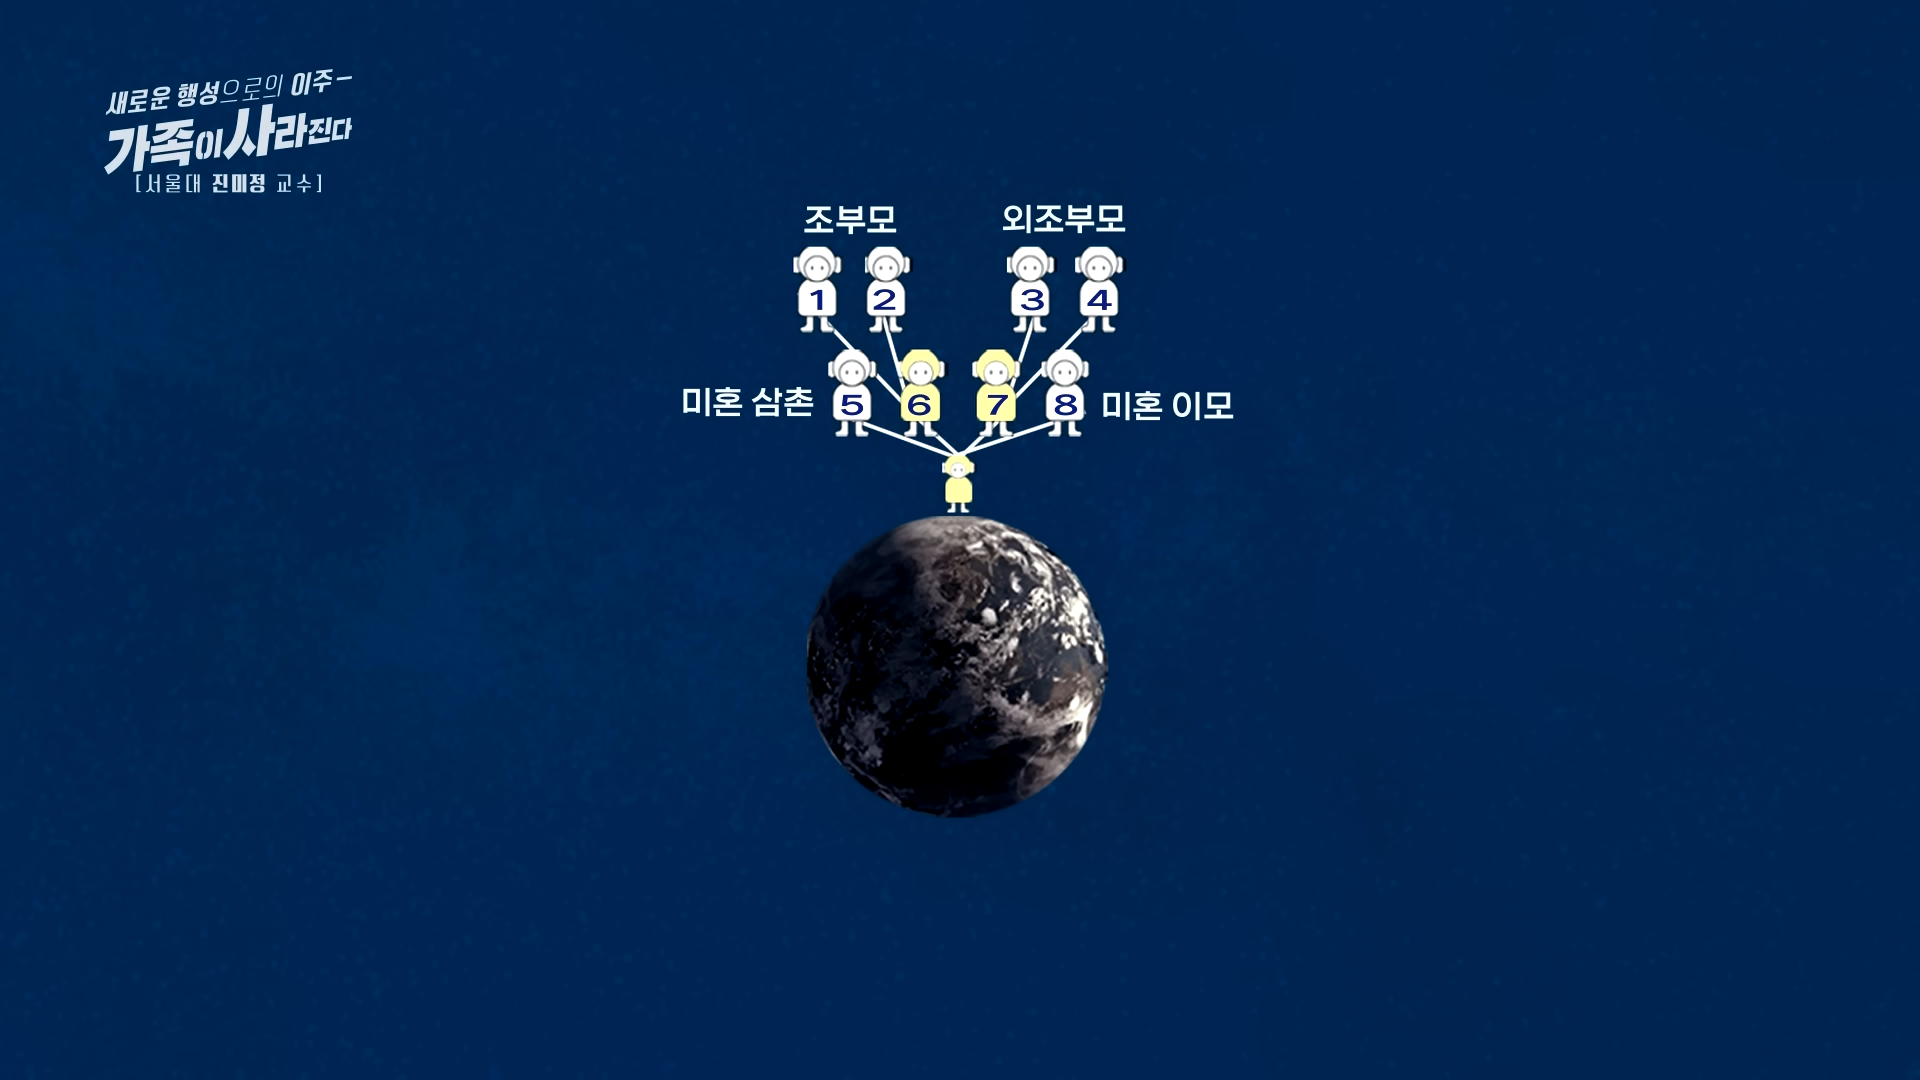 새로운 행성으로의 이주-
가족이 사라진다
[서울대 진미정 교수]
조부모 외조부모
1 2 3 4
미혼 삼촌 5 6 7 8 미혼 이모